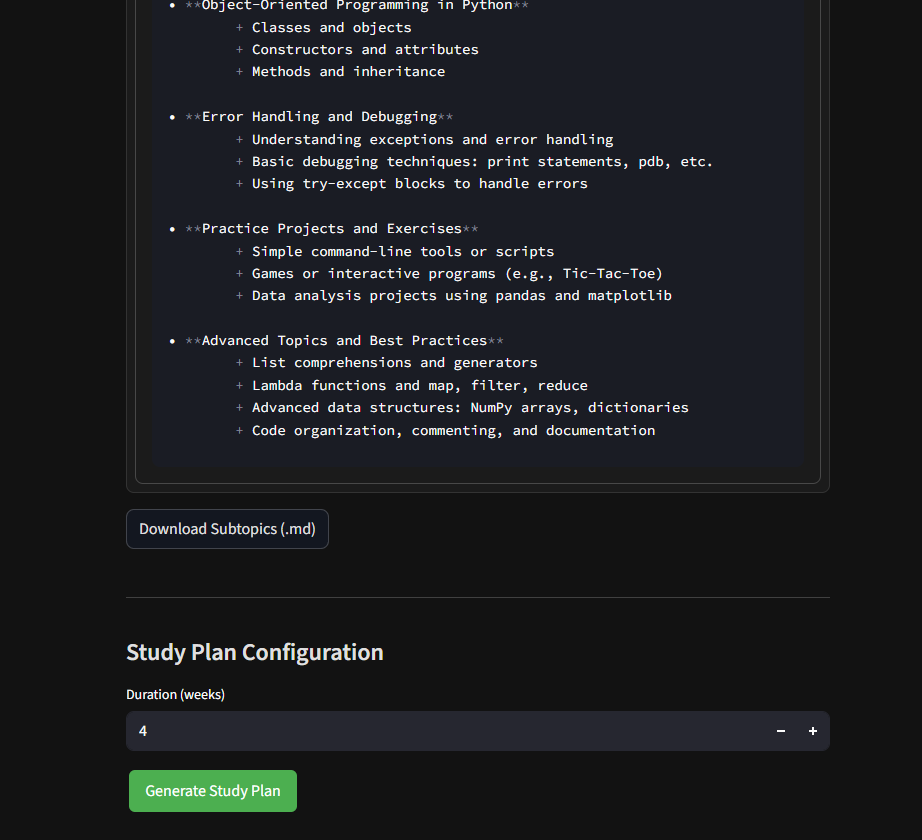 • **Object-Oriented Programming in Python**
+ Classes and objects
+ Constructors and attributes
+ Methods and inheritance
• **Error Handling and Debugging**
+ Understanding exceptions and error handling
+ Basic debugging techniques: print statements, pdb, etc.
+ Using try-except blocks to handle errors
• **Practice Projects and Exercises**
+ Simple command-line tools or scripts
+ Games or interactive programs (e.g., Tic-Tac-Toe)
+ Data analysis projects using pandas and matplotlib
• **Advanced Topics and Best Practices**
+ List comprehensions and generators
+ Lambda functions and map, filter, reduce
+ Advanced data structures: NumPy arrays, dictionaries
+ Code organization, commenting, and documentation
Download Subtopics (.md)
Study Plan Configuration
Duration (weeks)
4 − +
Generate Study Plan